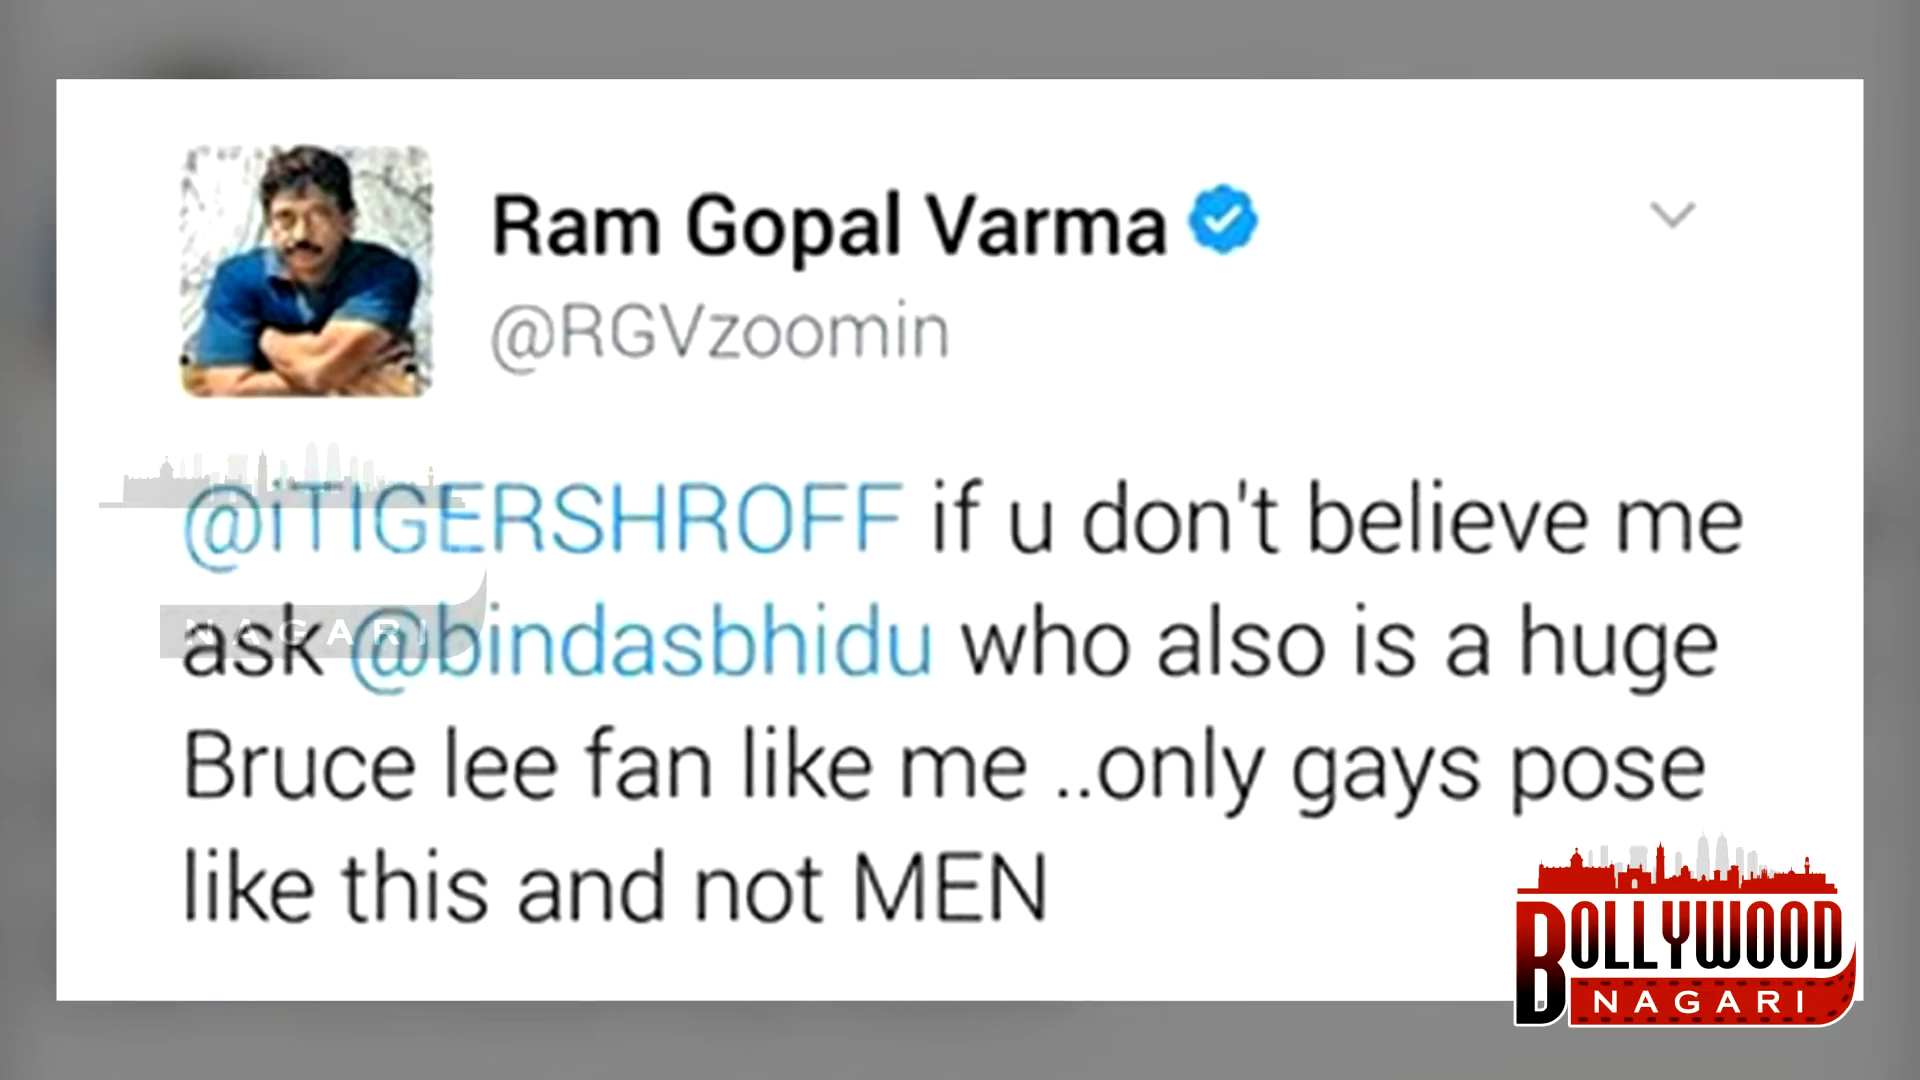 Ram Gopal Varma
@RGVzoomin
@iTIGERSHROFF if u don't believe me
ask @bindasbhidu who also is a huge
Bruce lee fan like me ..only gays pose
like this and not MEN
NAGARI
BOLLYWOOD
NAGARI